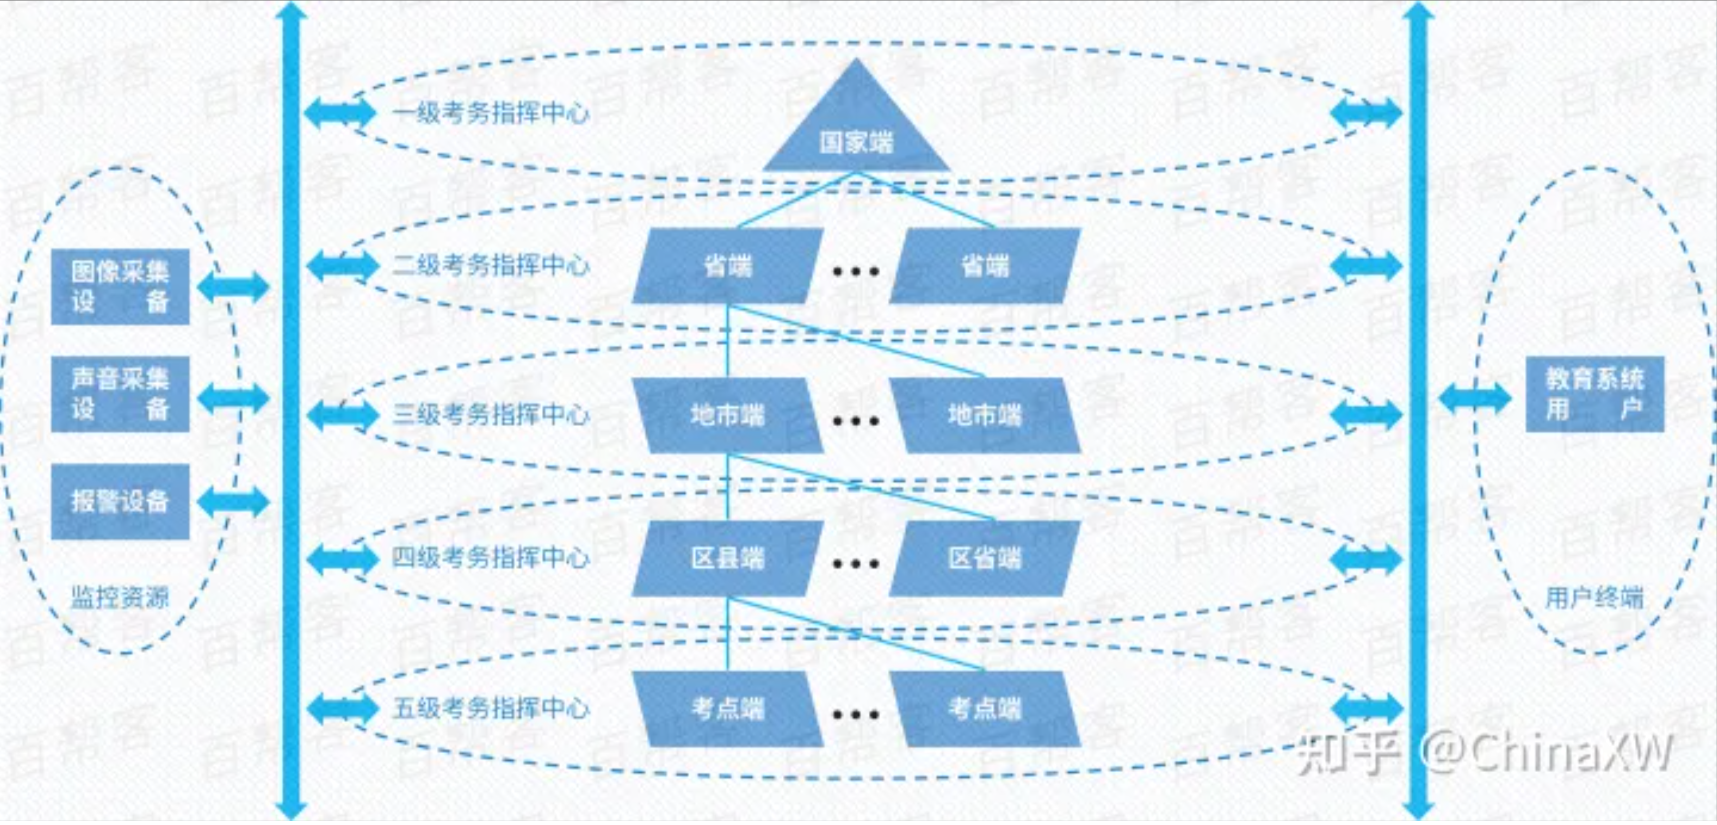 一级考务指挥中心
国家端
二级考务指挥中心
省端
省端
三级考务指挥中心
地市端
地市端
四级考务指挥中心
区县端
区省端
五级考务指挥中心
考点端
考点端
图像采集
设 备
声音采集
设 备
报警设备
监控资源
教育系统
用 户
用户终端
知乎 @ChinaXW
百帮客